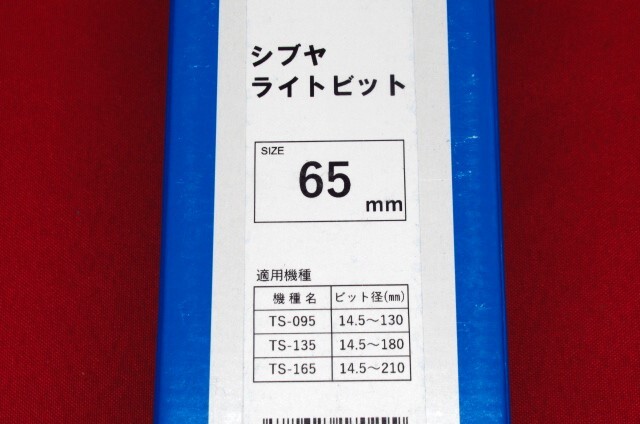 シブヤ
ライトビット
SIZE
65 mm
適用機種
機種名 ビット径(㎜)
TS-095 14.5〜130
TS-135 14.5〜180
TS-165 14.5〜210